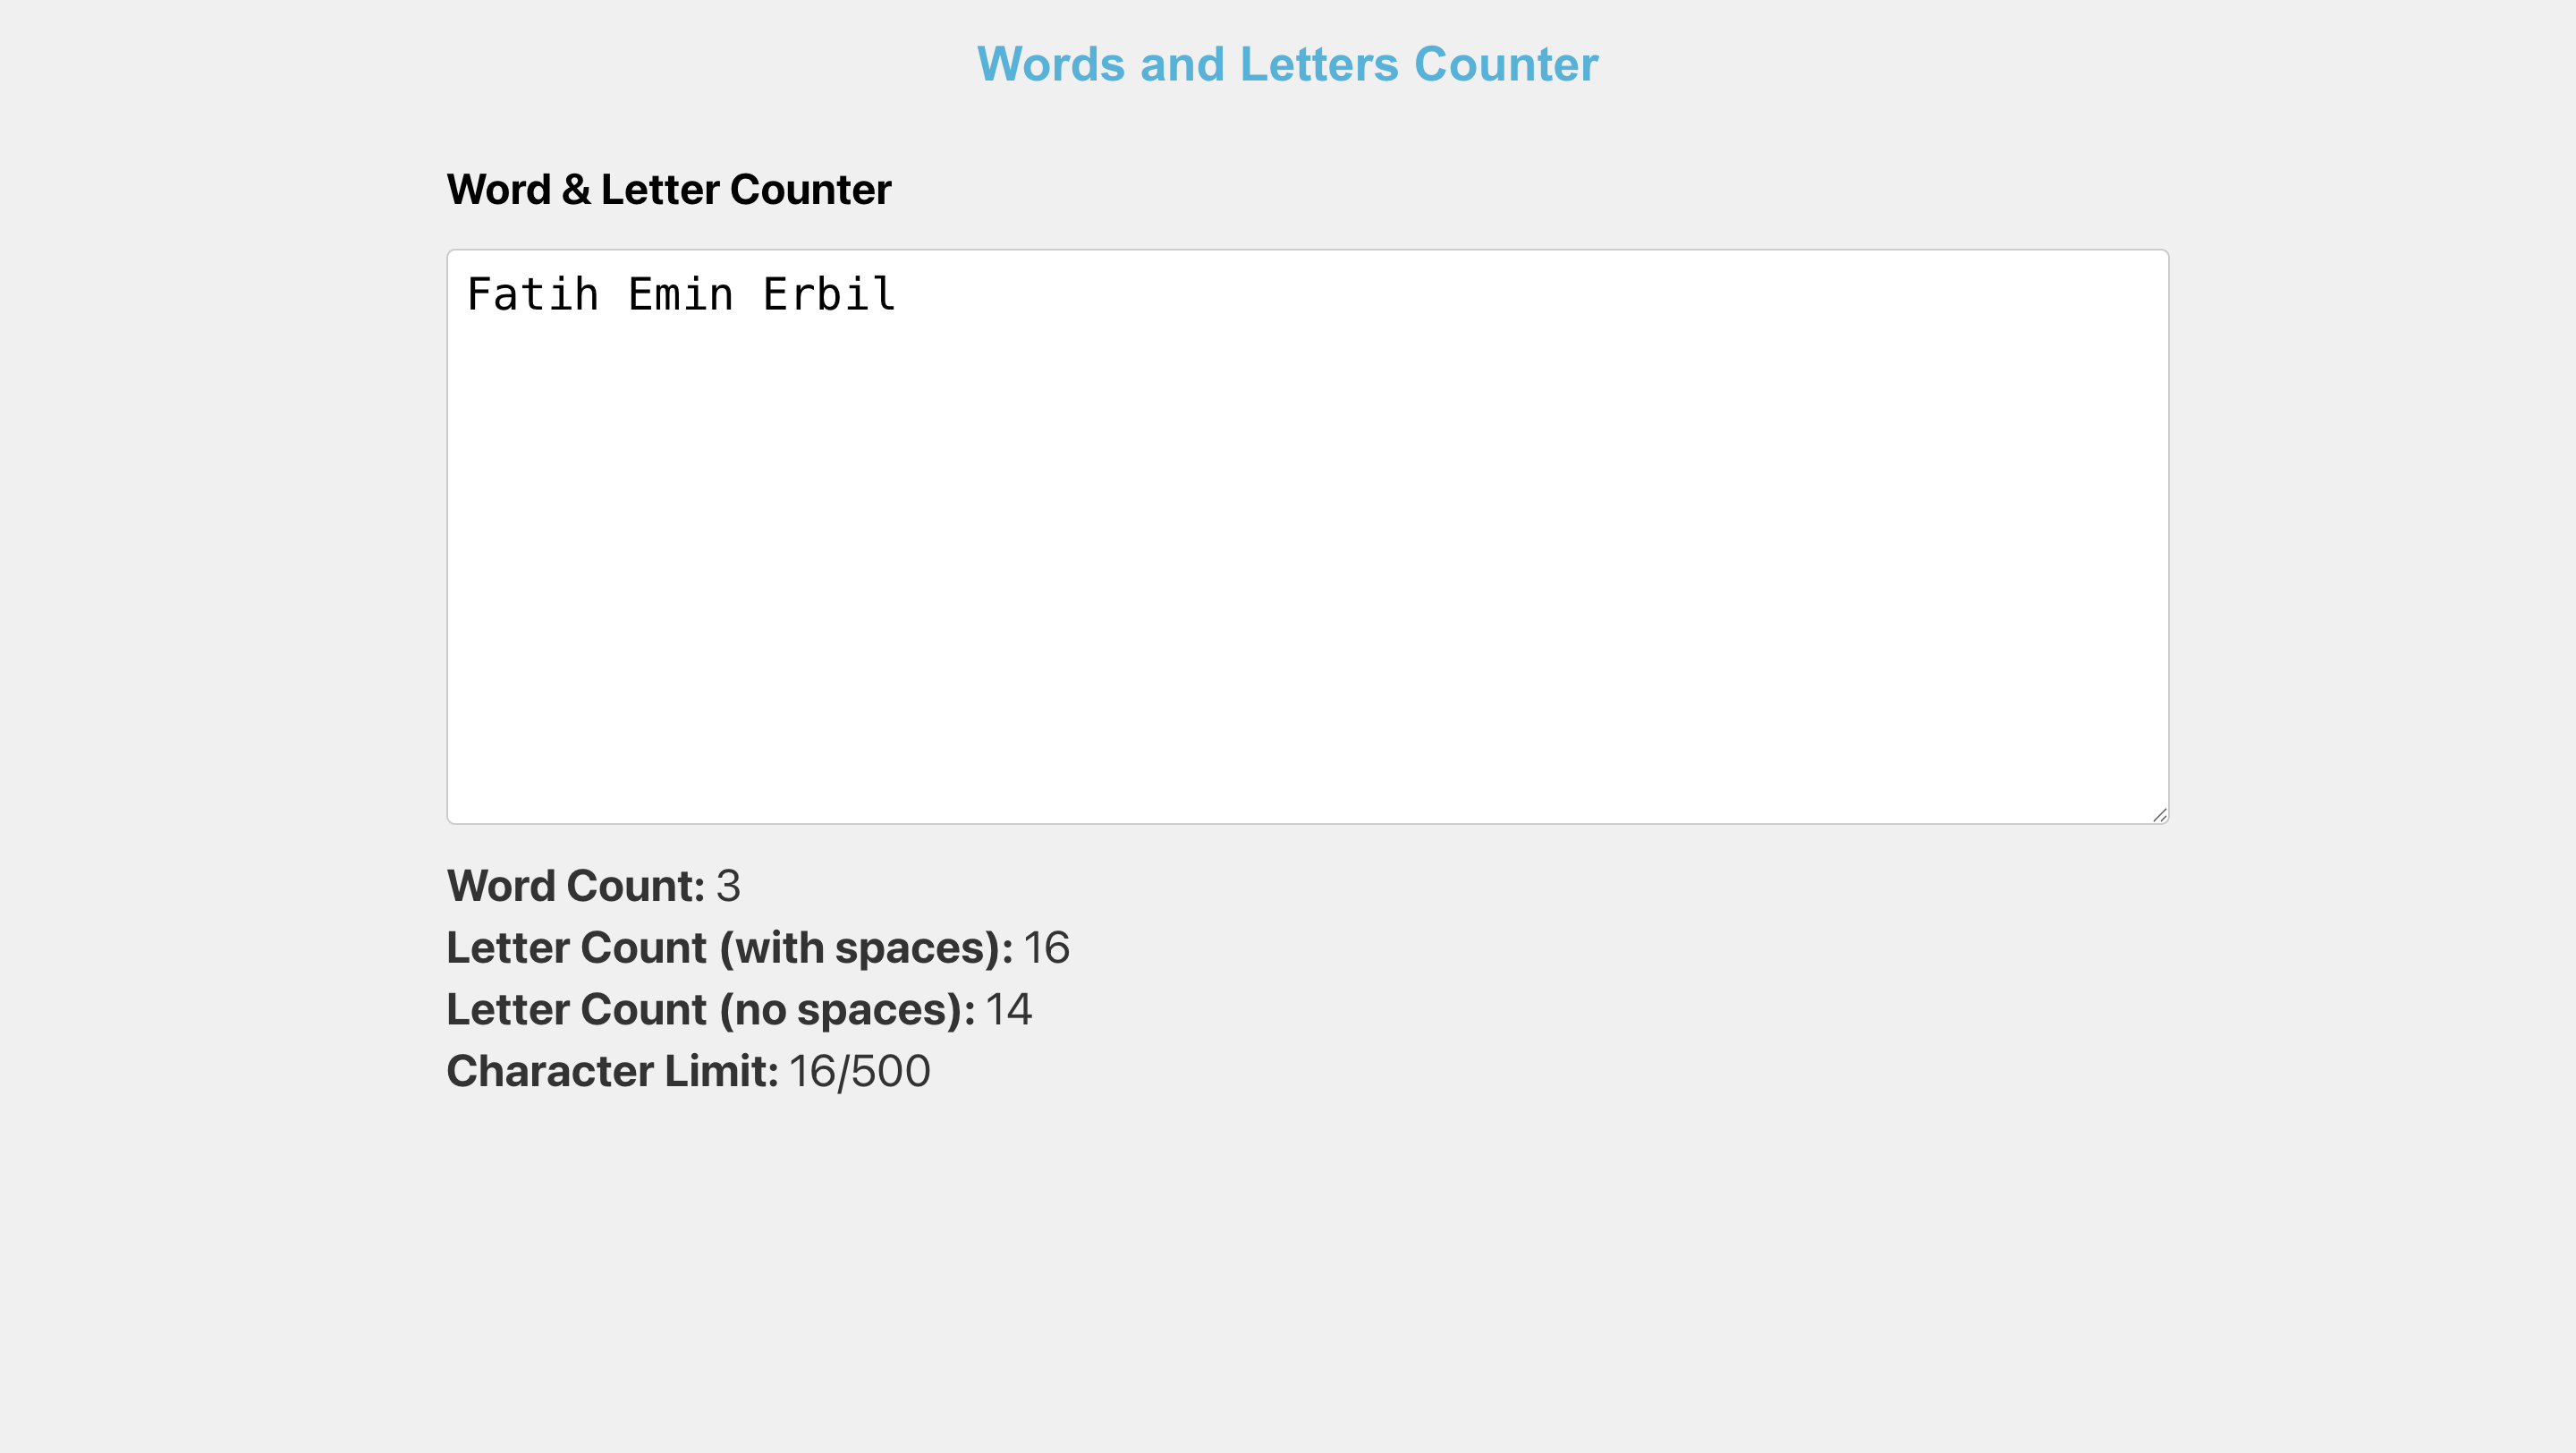 Words and Letters Counter
Word & Letter Counter
Fatih Emin Erbil
Word Count: 3
Letter Count (with spaces): 16
Letter Count (no spaces): 14
Character Limit: 16/500